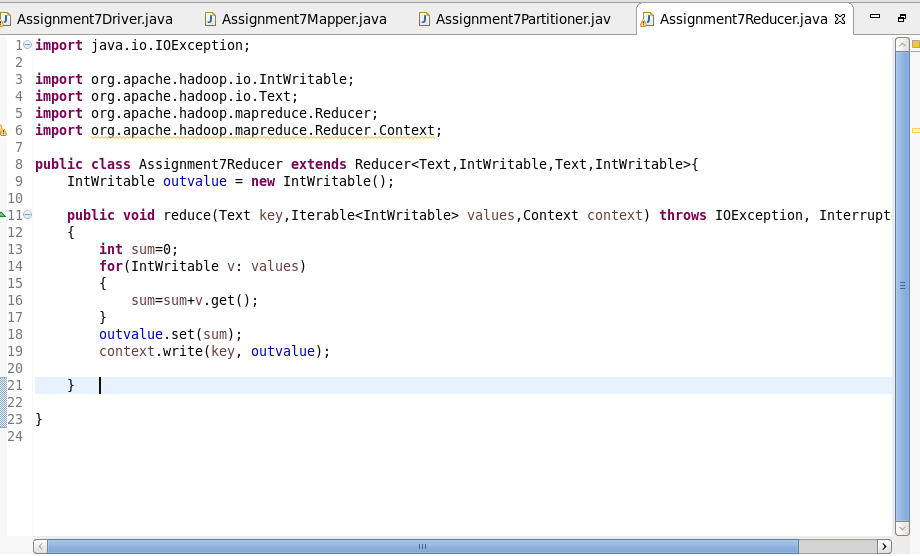 Assignment7Driver.java Assignment7Mapper.java Assignment7Partitioner.jav Assignment7Reducer.java
1 import java.io.IOException;
2
3 import org.apache.hadoop.io.IntWritable;
4 import org.apache.hadoop.io.Text;
5 import org.apache.hadoop.mapreduce.Reducer;
6 import org.apache.hadoop.mapreduce.Reducer.Context;
7
8 public class Assignment7Reducer extends Reducer<Text,IntWritable,Text,IntWritable>{
9     IntWritable outvalue = new IntWritable();
10
11     public void reduce(Text key,Iterable<IntWritable> values,Context context) throws IOException, Interrupt
12     {
13         int sum=0;
14         for(IntWritable v: values)
15         {
16             sum=sum+v.get();
17         }
18         outvalue.set(sum);
19         context.write(key, outvalue);
20
21     }
22
23 }
24